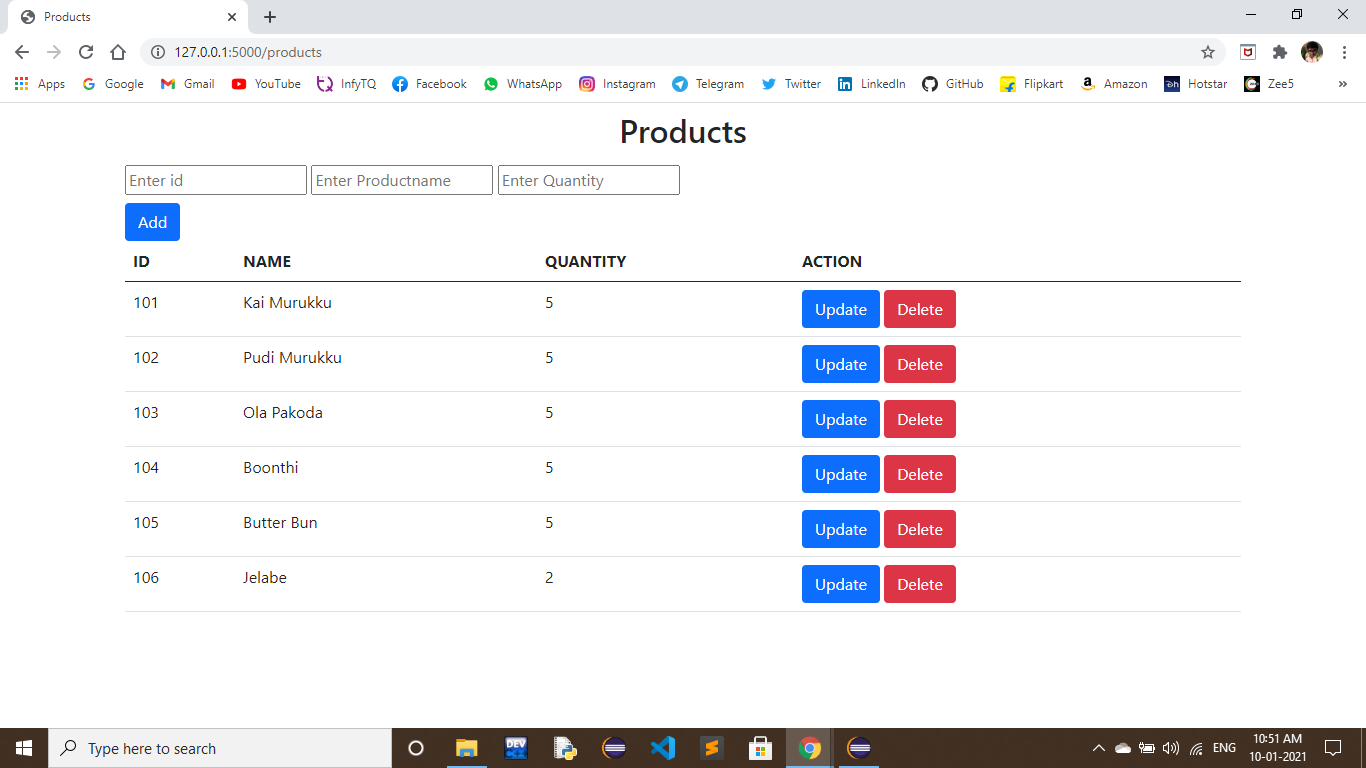 Products
127.0.0.1:5000/products
Apps Google Gmail YouTube InfyTQ Facebook WhatsApp Instagram Telegram Twitter LinkedIn GitHub Flipkart Amazon Hotstar Zee5 »
Products
Enter id Enter Productname Enter Quantity
Add
ID NAME QUANTITY ACTION
101 Kai Murukku 5 Update Delete
102 Pudi Murukku 5 Update Delete
103 Ola Pakoda 5 Update Delete
104 Boonthi 5 Update Delete
105 Butter Bun 5 Update Delete
106 Jelabe 2 Update Delete
Type here to search
DEV
ENG
10:51 AM
10-01-2021